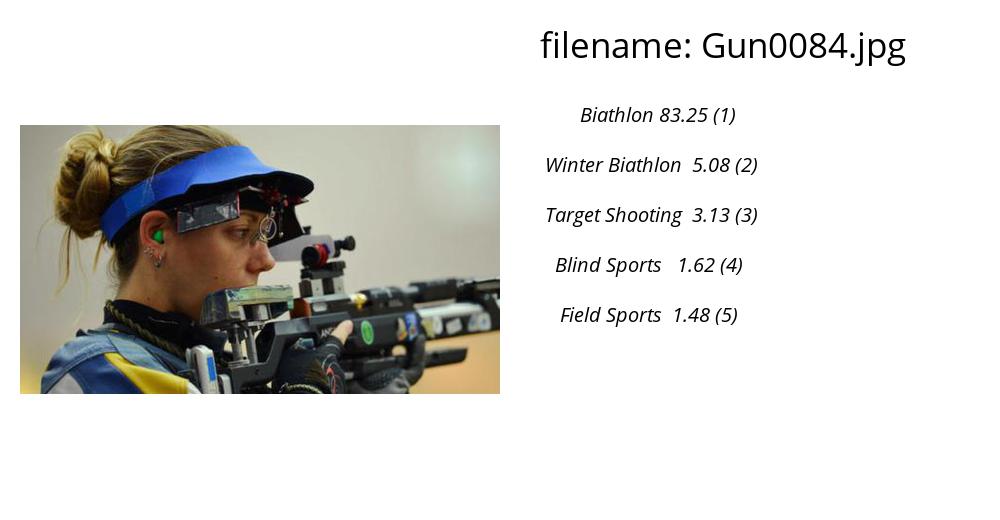 filename: Gun0084.jpg
Biathlon 83.25 (1)
Winter Biathlon 5.08 (2)
Target Shooting 3.13 (3)
Blind Sports 1.62 (4)
Field Sports 1.48 (5)